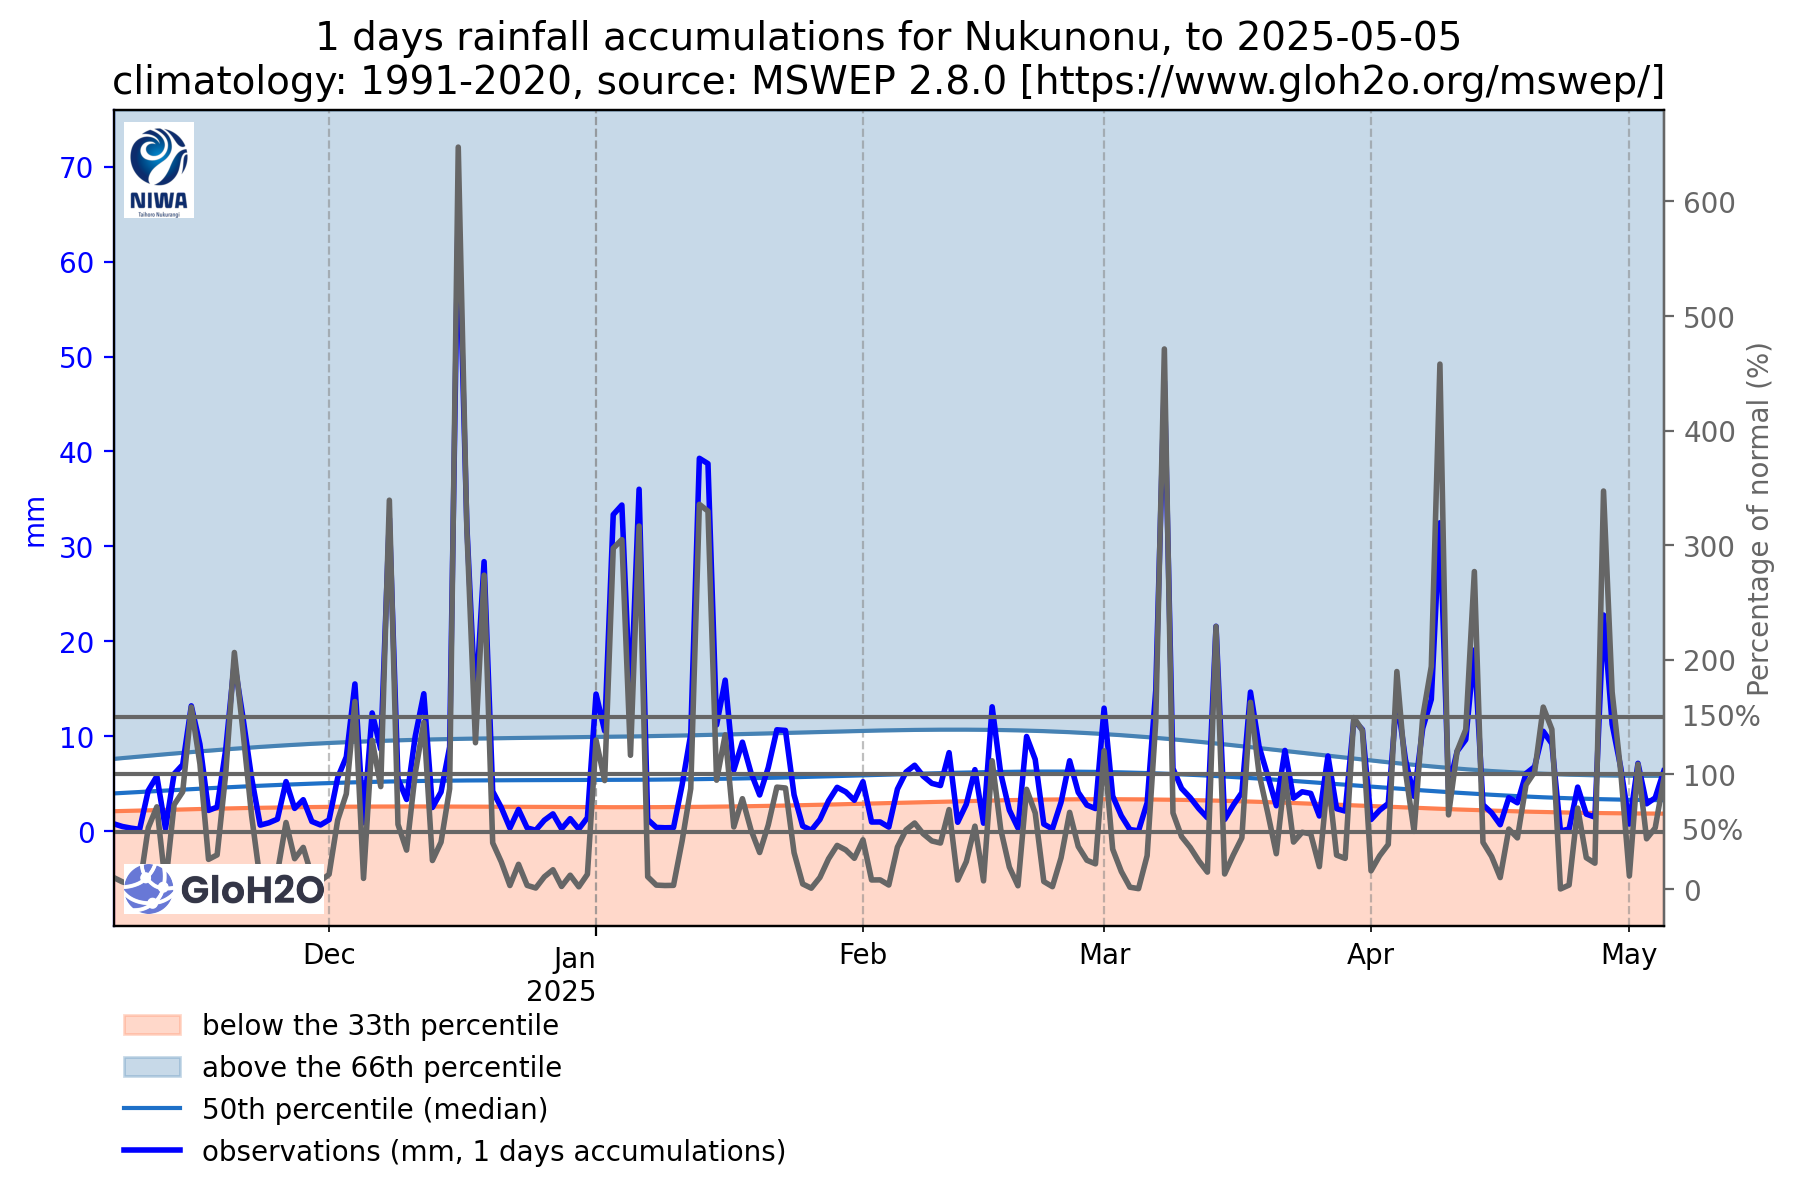 1 days rainfall accumulations for Nukunonu, to 2025-05-05
climatology: 1991-2020, source: MSWEP 2.8.0 [https://www.gloh2o.org/mswep/]
NIWA
Taihoro Nukurangi
70
60
50
40
30
20
10
0
mm
600
500
400
300
200
150%
100
50%
0
Percentage of normal (%)
GloH2O
Dec
Jan
2025
Feb
Mar
Apr
May
below the 33th percentile
above the 66th percentile
50th percentile (median)
observations (mm, 1 days accumulations)